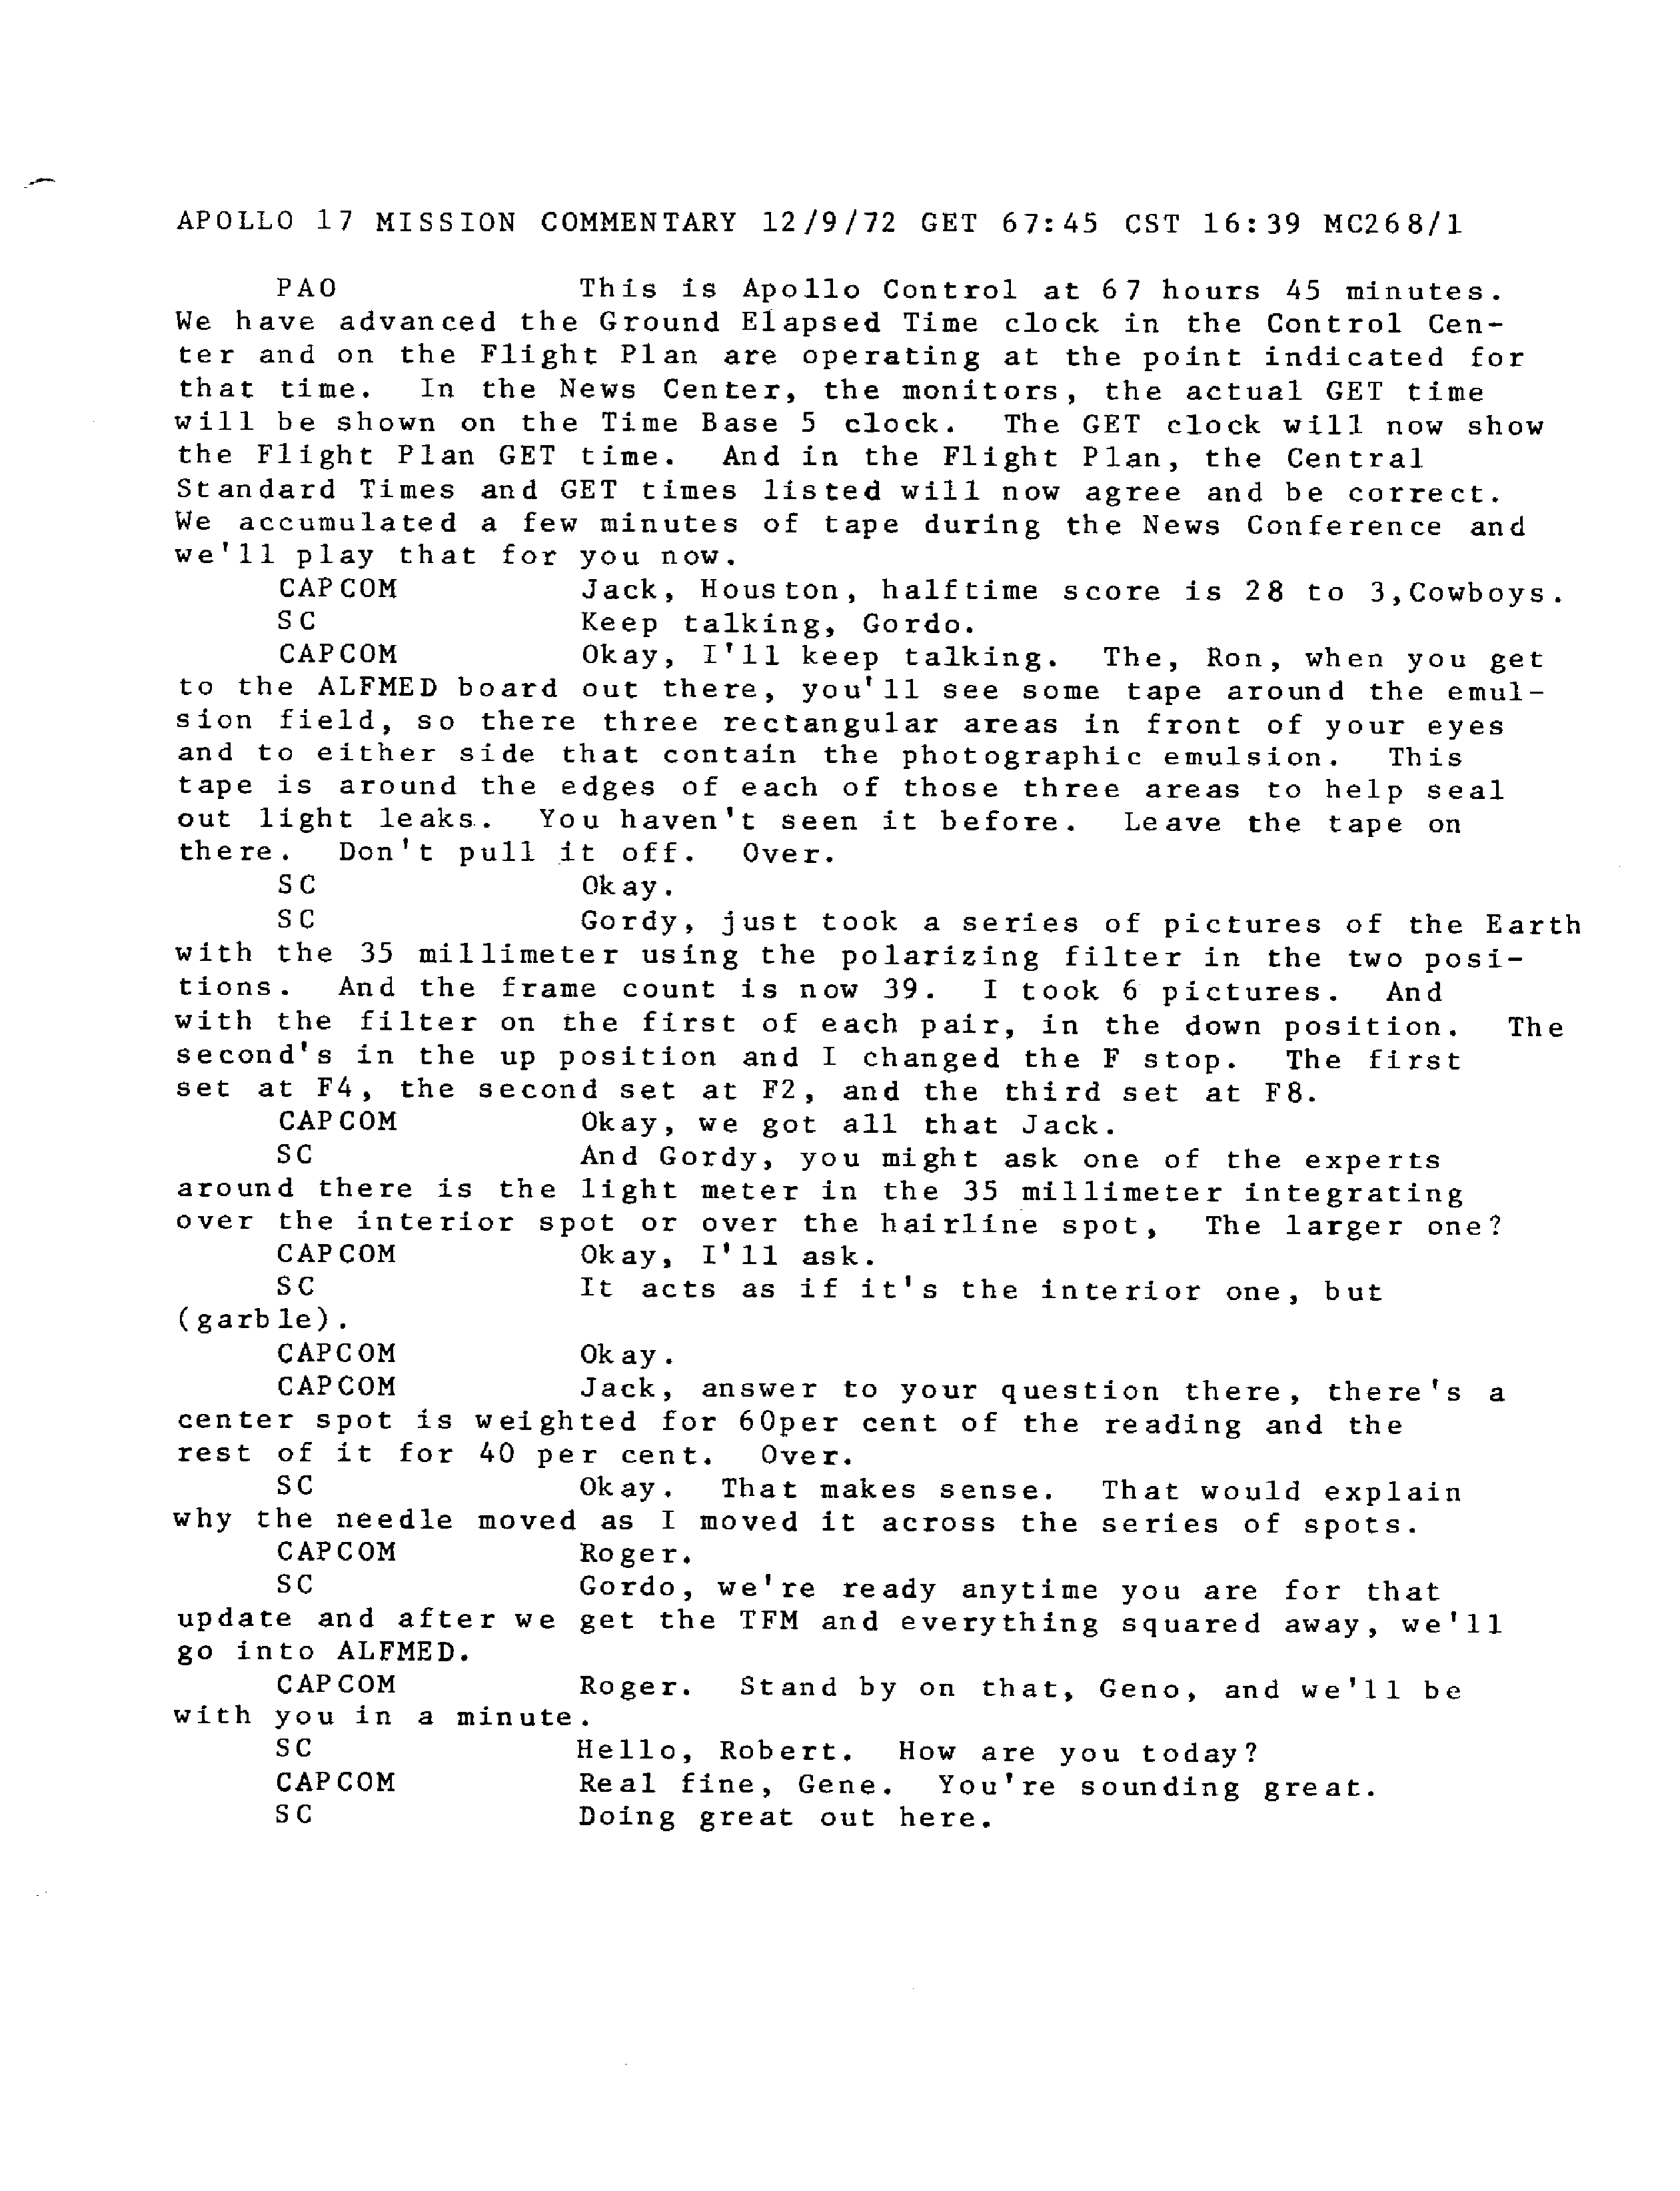 APOLLO 17 MISSION COMMENTARY 12/9/72 GET 67:45 CST 16:39 MC268/1
PAO This is Apollo Control at 67 hours 45 minutes.
We have advanced the Ground Elapsed Time clock in the Control Cen-
ter and on the Flight Plan are operating at the point indicated for
that time. In the News Center, the monitors, the actual GET time
will be shown on the Time Base 5 clock. The GET clock will now show
the Flight Plan GET time. And in the Flight Plan, the Central
Standard Times and GET times listed will now agree and be correct.
We accumulated a few minutes of tape during the News Conference and
we'll play that for you now.
CAPCOM Jack, Houston, halftime score is 28 to 3,Cowboys.
SC Keep talking, Gordo.
CAPCOM Okay, I'll keep talking. The, Ron, when you get
to the ALFMED board out there, you'll see some tape around the emul-
sion field, so there three rectangular areas in front of your eyes
and to either side that contain the photographic emulsion. This
tape is around the edges of each of those three areas to help seal
out light leaks. You haven't seen it before. Leave the tape on
there. Don't pull it off. Over.
SC Okay.
SC Gordy, just took a series of pictures of the Earth
with the 35 millimeter using the polarizing filter in the two posi-
tions. And the frame count is now 39. I took 6 pictures. And
with the filter on the first of each pair, in the down position. The
second's in the up position and I changed the F stop. The first
set at F4, the second set at F2, and the third set at F8.
CAPCOM Okay, we got all that Jack.
SC And Gordy, you might ask one of the experts
around there is the light meter in the 35 millimeter integrating
over the interior spot or over the hairline spot, The larger one?
CAPCOM Okay, I'll ask.
SC It acts as if it's the interior one, but
(garble).
CAPCOM Okay.
CAPCOM Jack, answer to your question there, there's a
center spot is weighted for 60per cent of the reading and the
rest of it for 40 per cent. Over.
SC Okay. That makes sense. That would explain
why the needle moved as I moved it across the series of spots.
CAPCOM Roger.
SC Gordo, we're ready anytime you are for that
update and after we get the TFM and everything squared away, we'll
go into ALFMED.
CAPCOM Roger. Stand by on that, Geno, and we'll be
with you in a minute.
SC Hello, Robert. How are you today?
CAPCOM Real fine, Gene. You're sounding great.
SC Doing great out here.